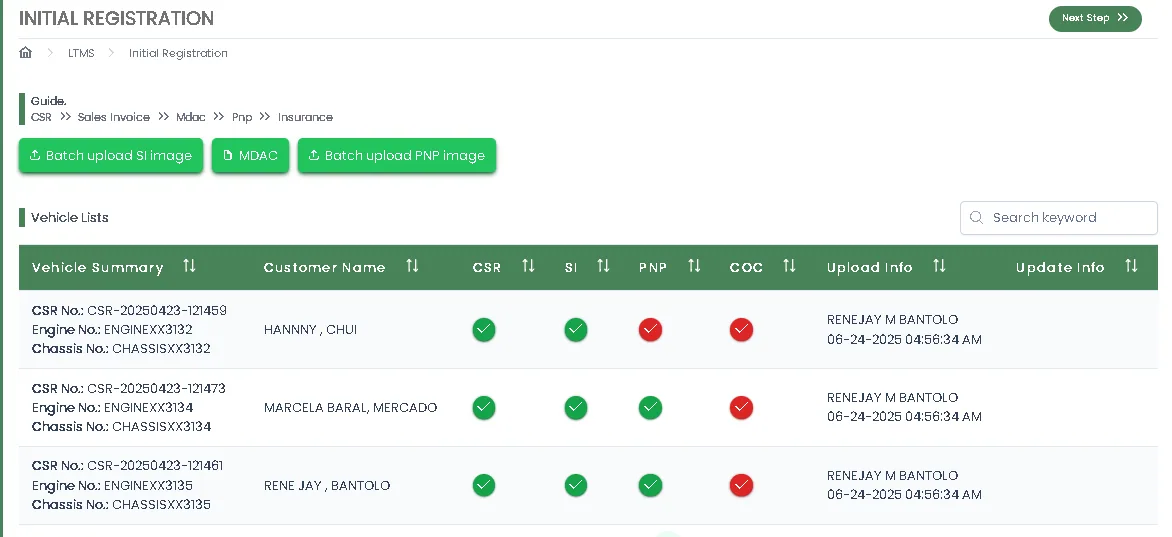 INITIAL REGISTRATION
Next Step
LTMS
Initial Registration
Guide.
CSR >> Sales Invoice >> Mdac >> Pnp >> Insurance
Batch upload SI image
MDAC
Batch upload PNP image
Vehicle Lists
Search keyword
Vehicle Summary Customer Name CSR SI PNP COC Upload Info Update Info
CSR No.: CSR-20250423-121459
Engine No.: ENGINEXX3132
Chassis No.: CHASSISXX3132
HANNNY , CHUI
RENEJAY M BANTOLO
06-24-2025 04:56:34 AM
CSR No.: CSR-20250423-121473
Engine No.: ENGINEXX3134
Chassis No.: CHASSISXX3134
MARCELA BARAL, MERCADO
RENEJAY M BANTOLO
06-24-2025 04:56:34 AM
CSR No.: CSR-20250423-121461
Engine No.: ENGINEXX3135
Chassis No.: CHASSISXX3135
RENE JAY , BANTOLO
RENEJAY M BANTOLO
06-24-2025 04:56:34 AM